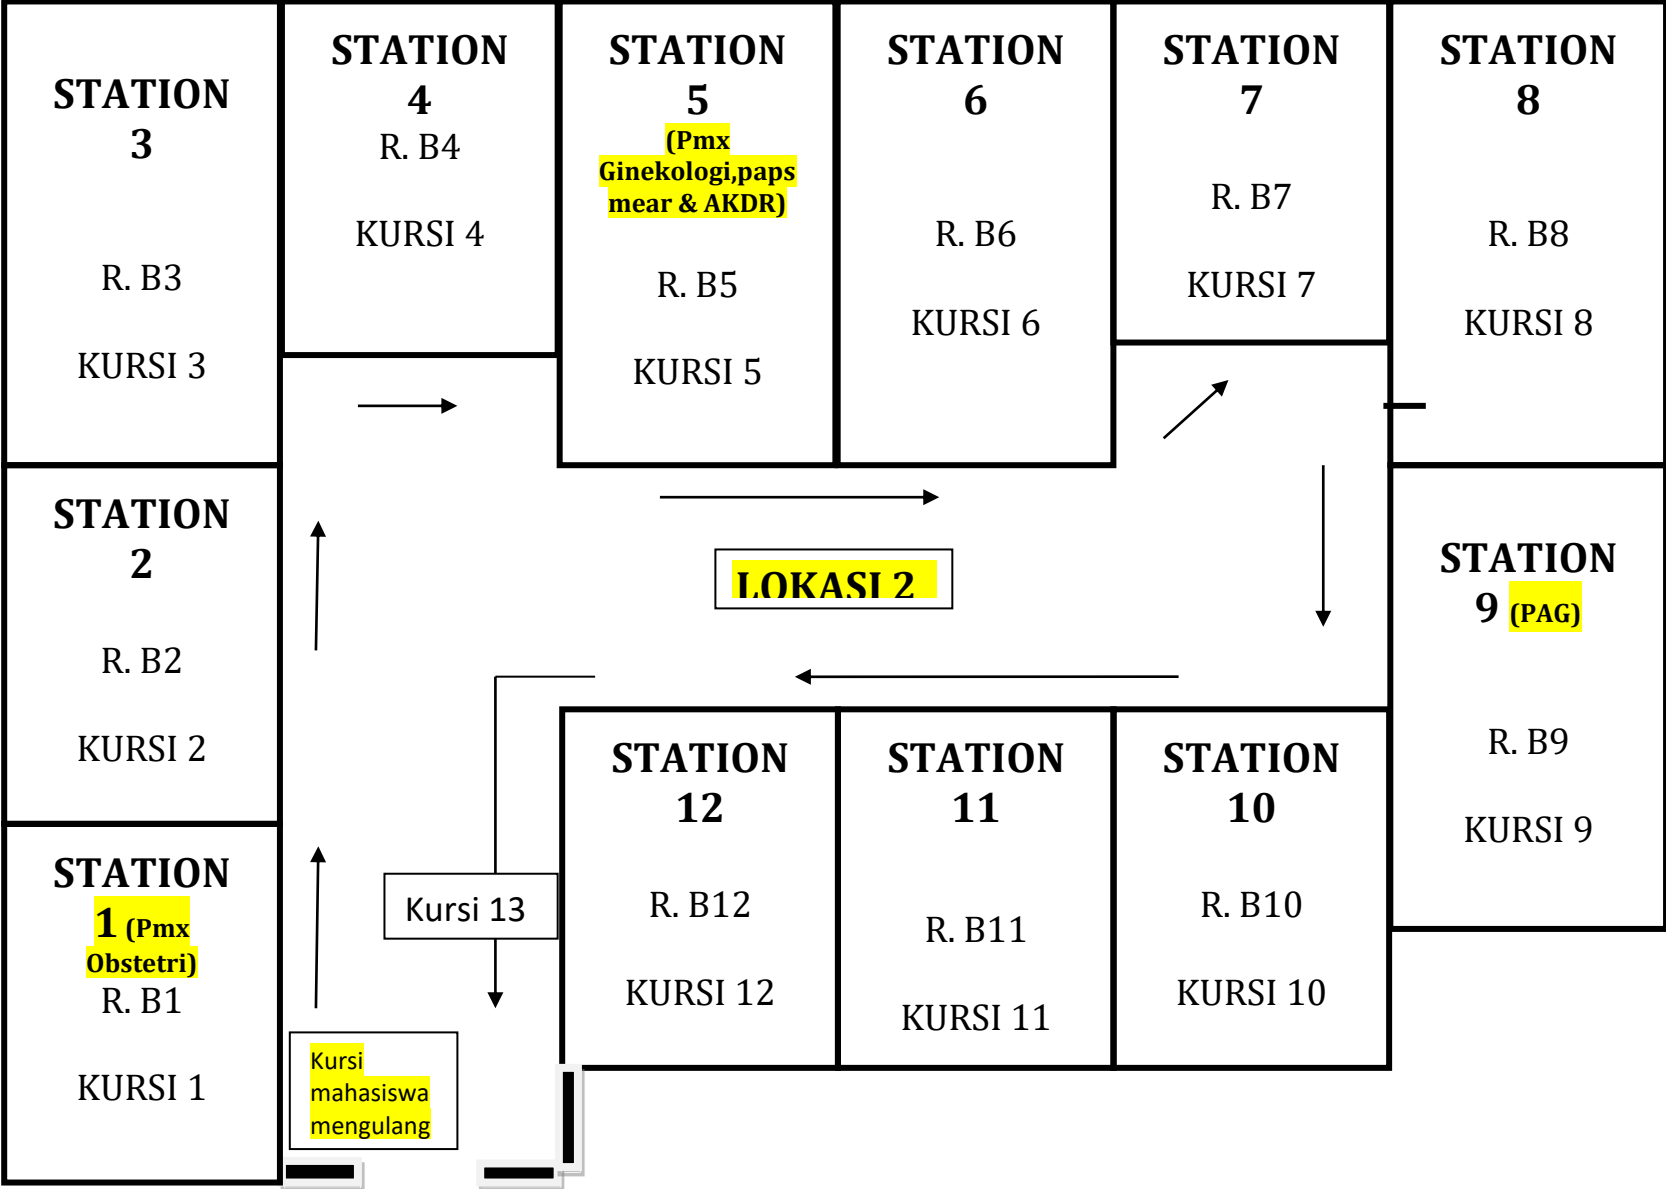 STATION
3
R. B3
KURSI 3
STATION
4
R. B4
KURSI 4
STATION
5
(Pmx
Ginekologi,paps
mear & AKDR)
R. B5
KURSI 5
STATION
6
R. B6
KURSI 6
STATION
7
R. B7
KURSI 7
STATION
8
R. B8
KURSI 8
STATION
2
R. B2
KURSI 2
LOKASI 2
STATION
9 (PAG)
R. B9
KURSI 9
STATION
1 (Pmx
Obstetri)
R. B1
KURSI 1
Kursi 13
Kursi
mahasiswa
mengulang
STATION
12
R. B12
KURSI 12
STATION
11
R. B11
KURSI 11
STATION
10
R. B10
KURSI 10